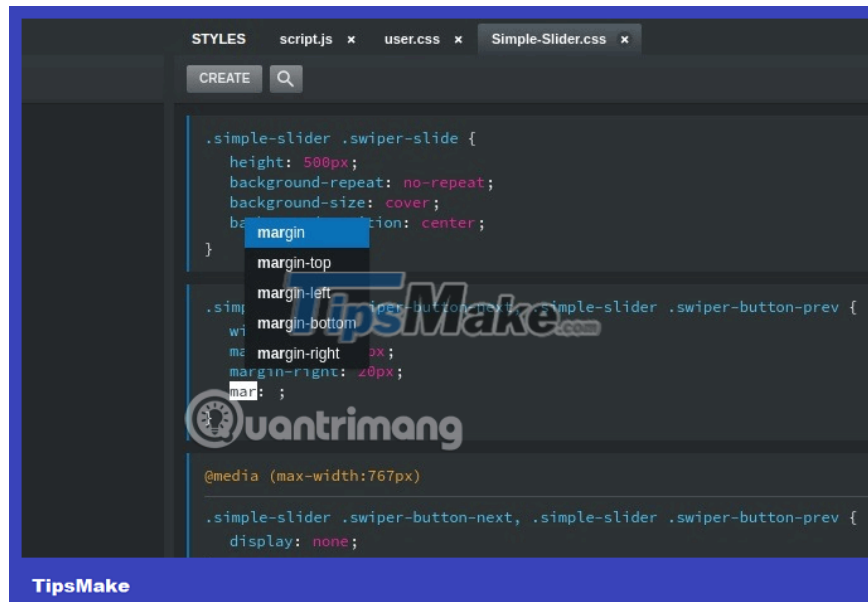 STYLES script.js × user.css × Simple-Slider.css ×
CREATE
.simple-slider .swiper-slide {
height: 500px;
background-repeat: no-repeat;
background-size: cover;
center;
}
margin
margin-top
margin-left
margin-bottom
margin-right
.simple-slider .swiper-button-prev {
margin-right: 20px;
mar: ;
}
TipsMake.com
Quantrimang
@media (max-width:767px)
.simple-slider .swiper-button-next, .simple-slider .swiper-button-prev {
display: none;
TipsMake